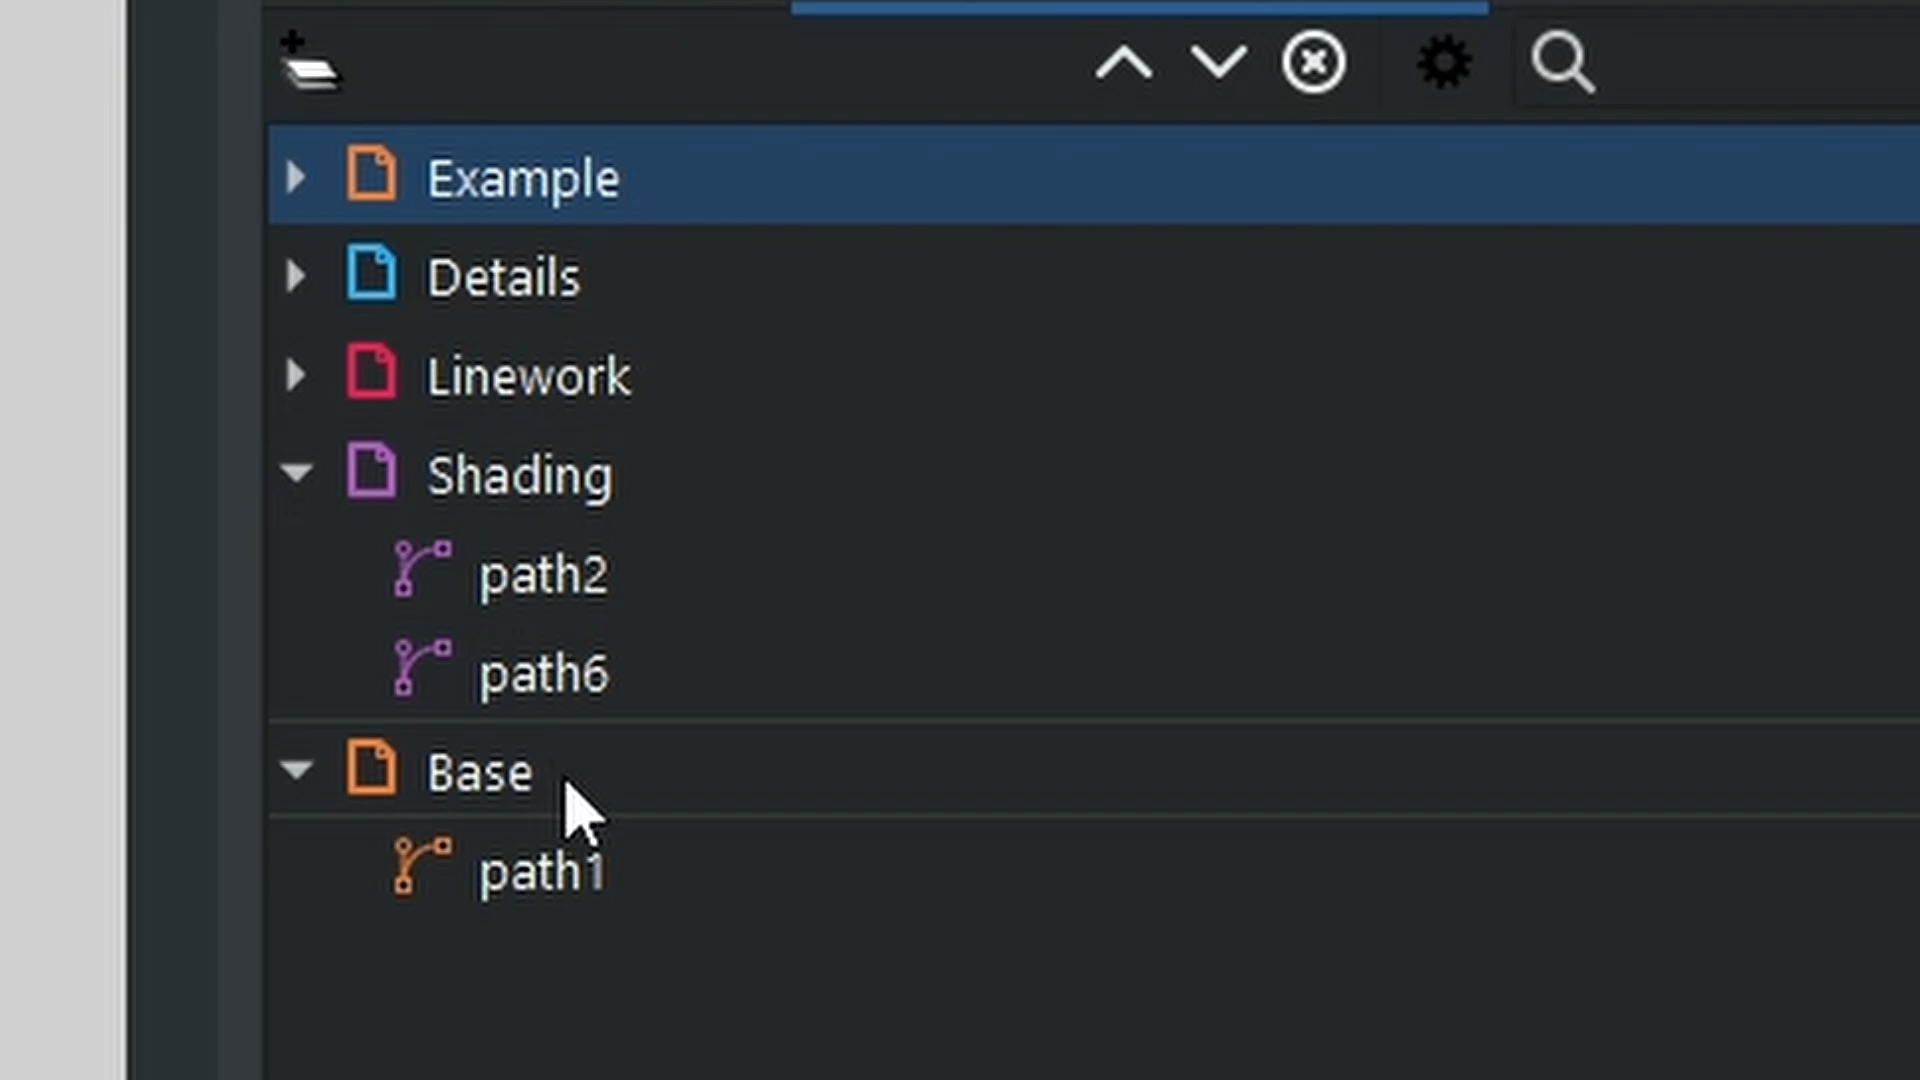 Example
Details
Linework
Shading
path2
path6
Base
path1